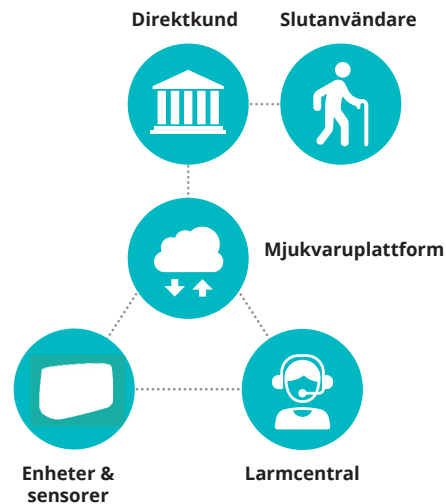 Direktkund
Slutanvändare
Mjukvaruplattform
Enheter &
sensorer
Larmcentral